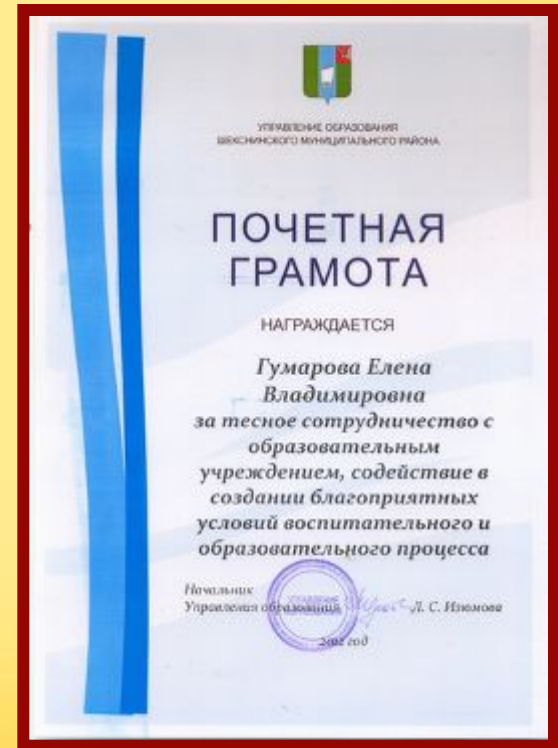 УПРАВЛЕНИЕ ОБРАЗОВАНИЯ
ШЕКСНИНСКОГО МУНИЦИПАЛЬНОГО РАЙОНА
ПОЧЕТНАЯ
ГРАМОТА
НАГРАЖДАЕТСЯ
Гумарова Елена
Владимировна
за тесное сотрудничество с
образовательным
учреждением, содействие в
создании благоприятных
условий воспитательного и
образовательного процесса
Начальник
Управления образования Л. С. Изюмова
2012 год